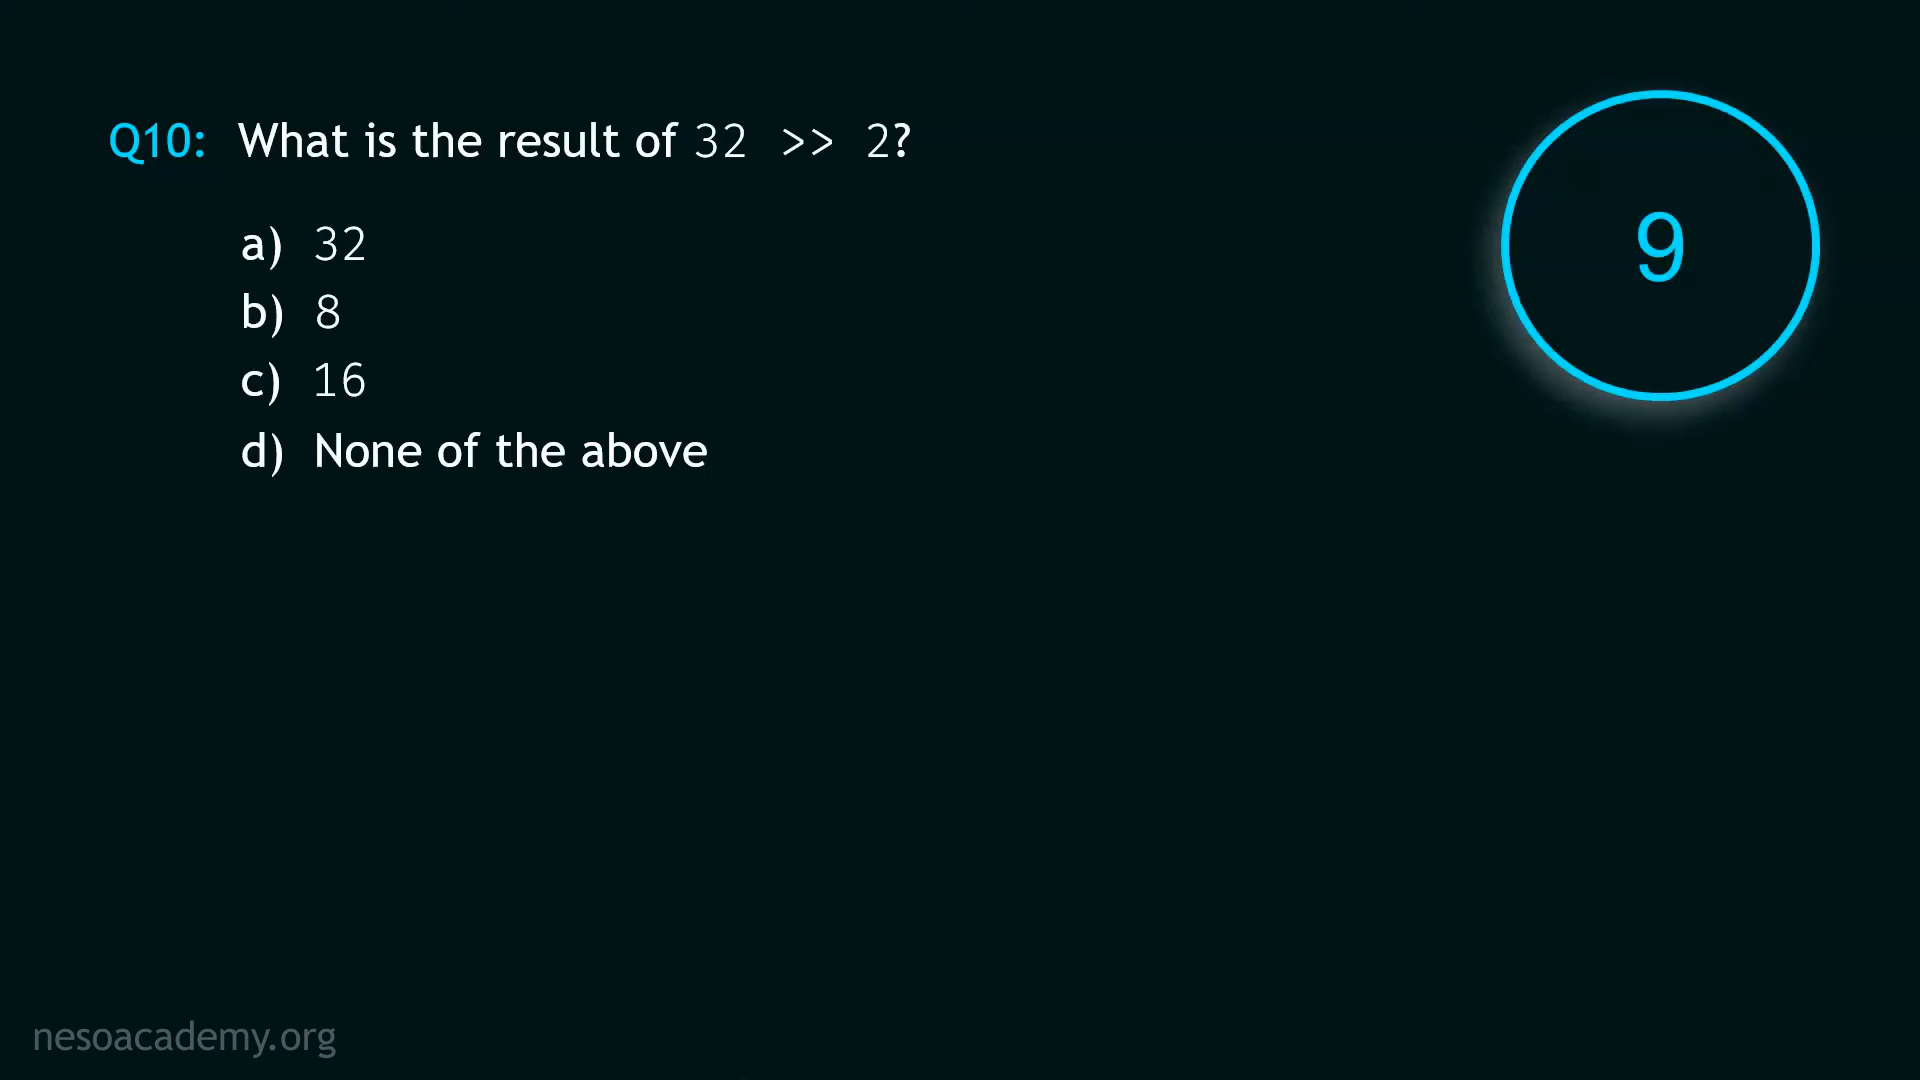 Q10: What is the result of 32 >> 2?
a) 32
b) 8
c) 16
d) None of the above
9
nesoacademy.org